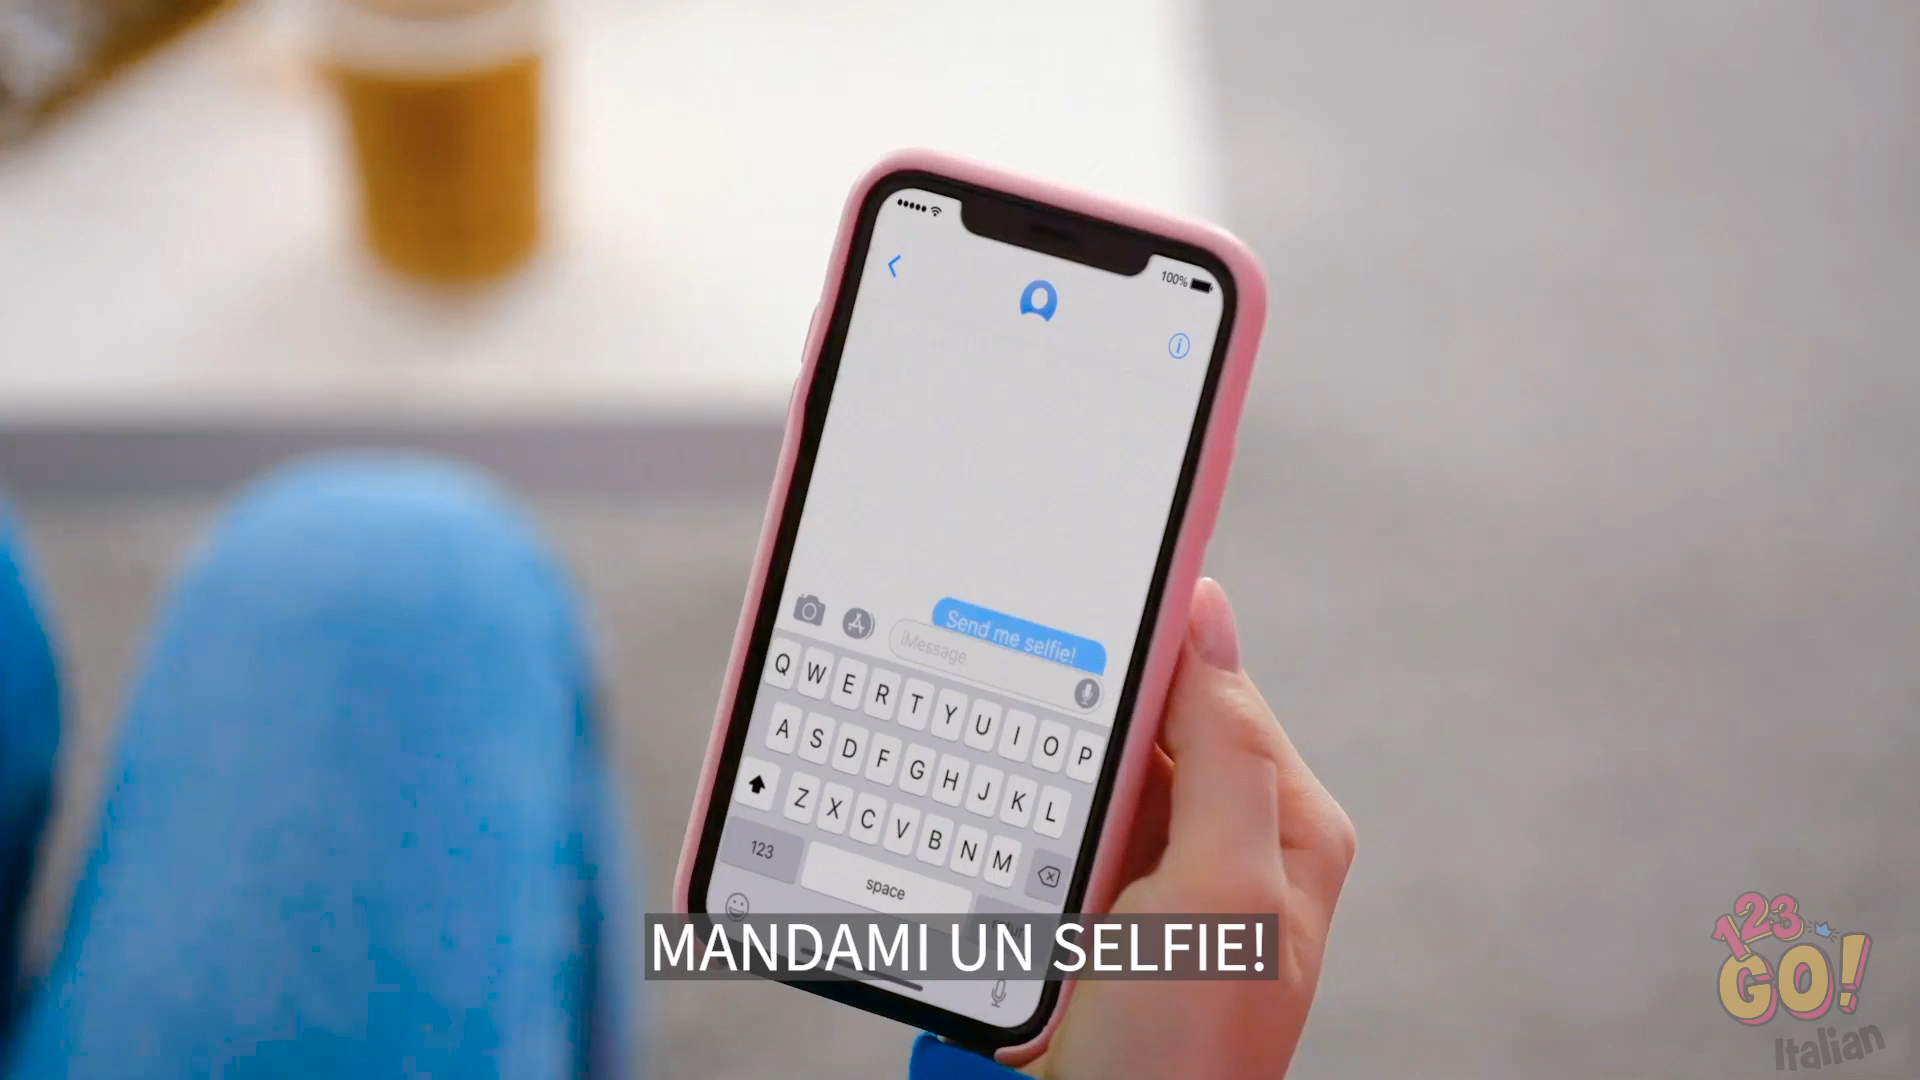 100%
Send me selfie!
iMessage
Q W E R T Y U I O P
A S D F G H J K L
Z X C V B N M
123
space
MANDAMI UN SELFIE!
123
GO!
Italian